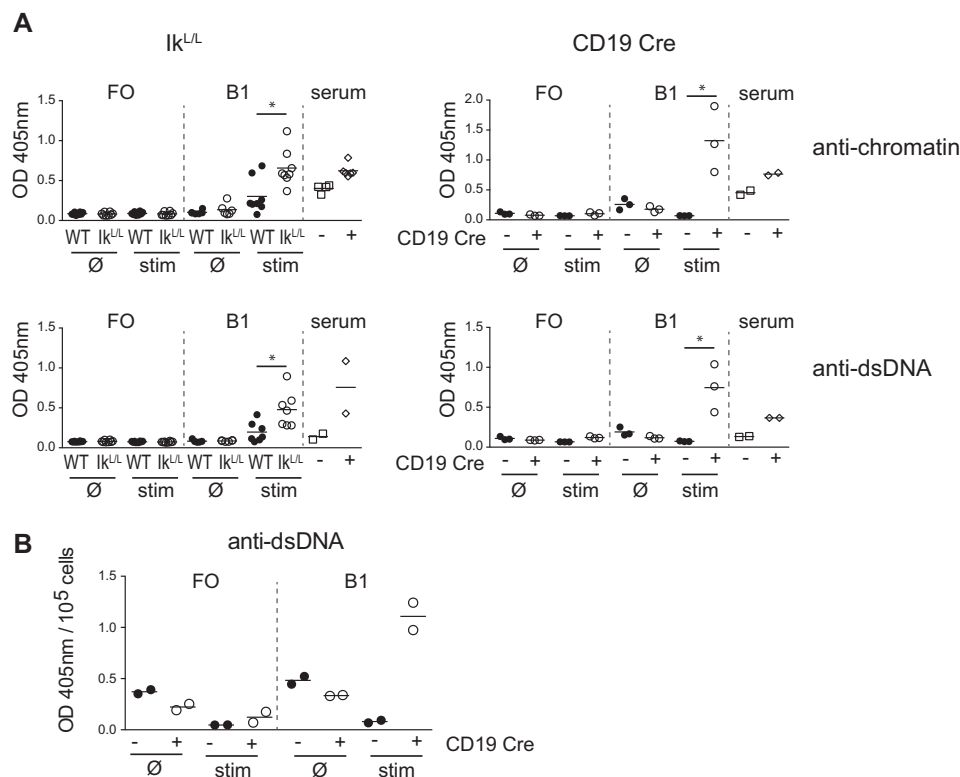 A
Ik^L/L CD19 Cre
FO B1 serum
OD 405nm
1.5
1.0
0.5
0.0
*
WT Ik^L/L WT Ik^L/L WT Ik^L/L WT Ik^L/L - +
Ø stim Ø stim
FO B1 serum
OD 405nm
2.0
1.5
1.0
0.5
0.0
*
anti-chromatin
CD19 Cre - + - + - + - + - +
Ø stim Ø stim
FO B1 serum
OD 405nm
1.5
1.0
0.5
0.0
*
WT Ik^L/L WT Ik^L/L WT Ik^L/L WT Ik^L/L - +
Ø stim Ø stim
FO B1 serum
OD 405nm
1.5
1.0
0.5
0.0
*
anti-dsDNA
CD19 Cre - + - + - + - + - +
Ø stim Ø stim
B
anti-dsDNA
FO B1
OD 405nm / 10^5 cells
1.5
1.0
0.5
0.0
- + - + - + - + CD19 Cre
Ø stim Ø stim